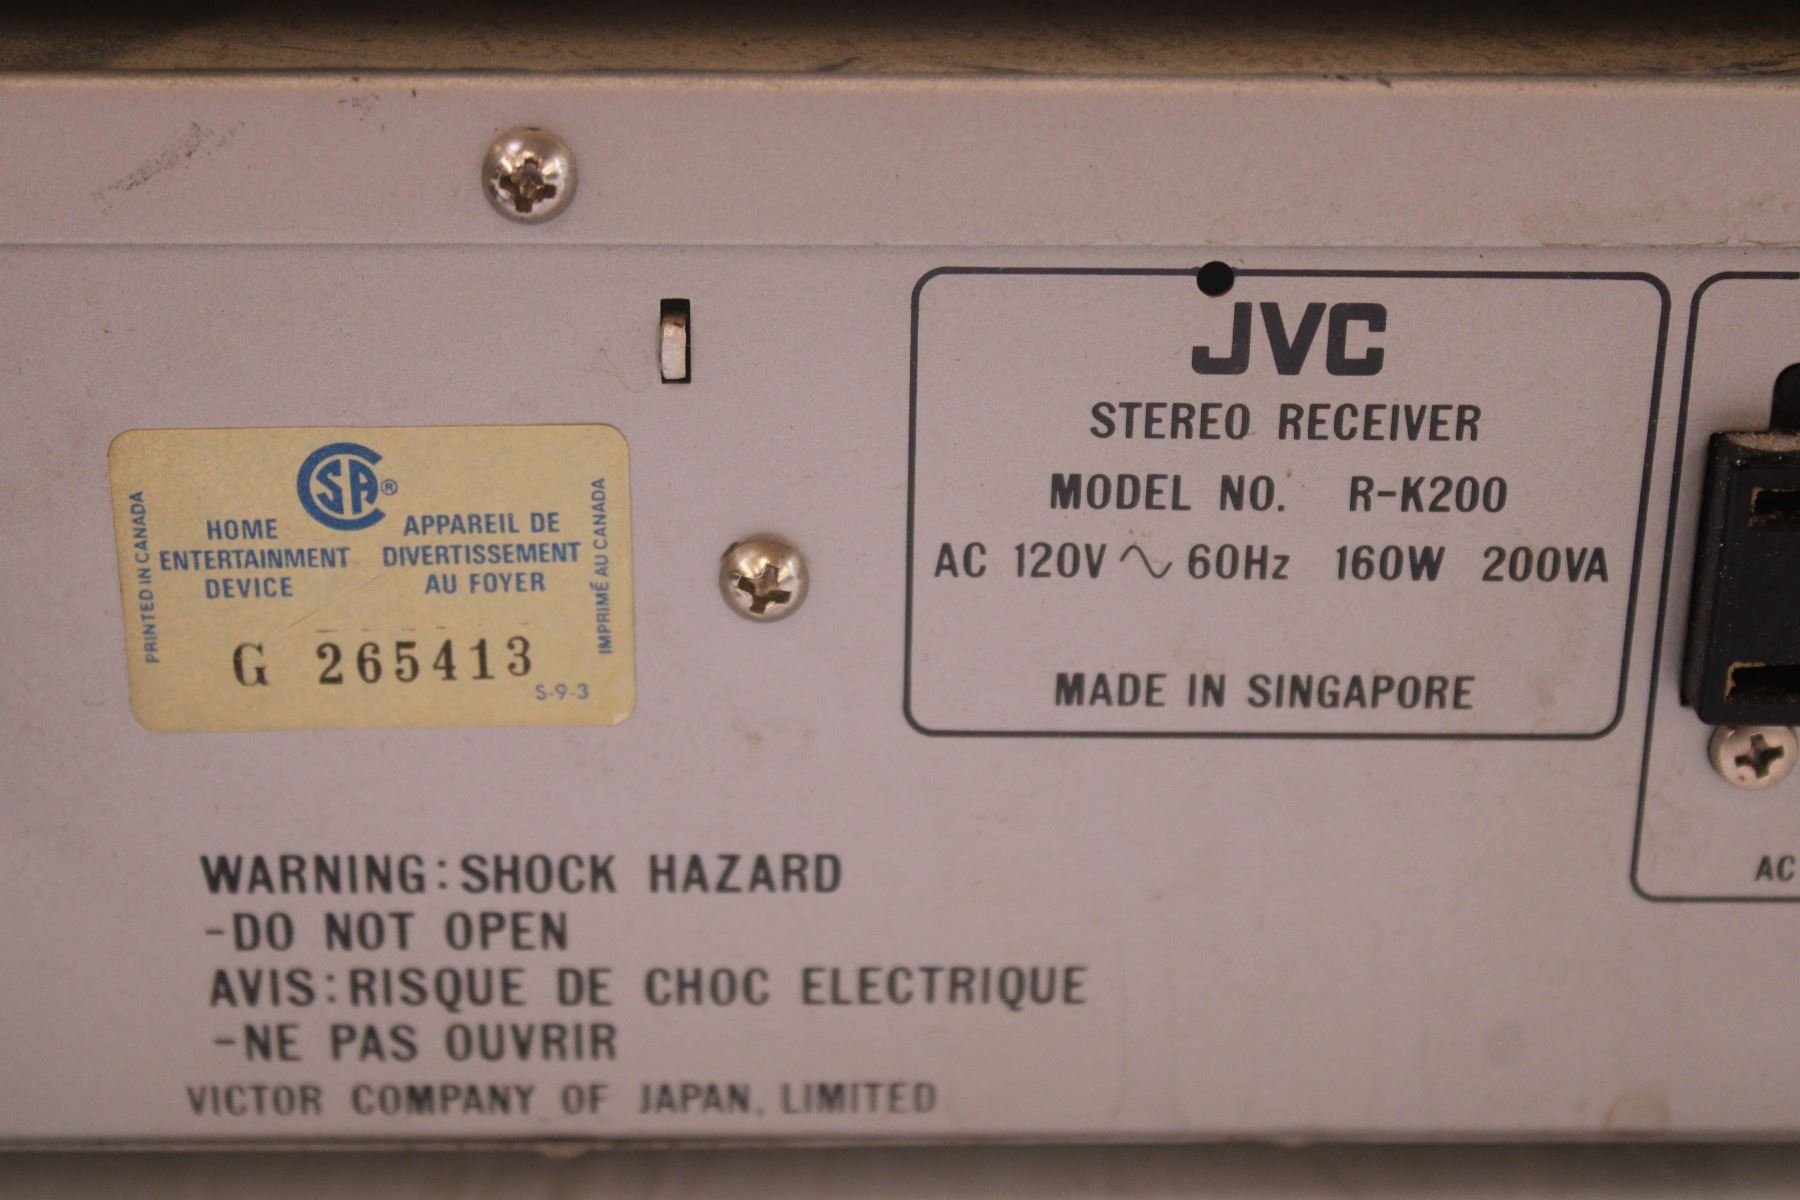 JVC
STEREO RECEIVER
MODEL NO. R-K200
AC 120V ~ 60Hz 160W 200VA
MADE IN SINGAPORE
AC
PRINTED IN CANADA
CSA®
HOME
ENTERTAINMENT
DEVICE
APPAREIL DE
DIVERTISSEMENT
AU FOYER
IMPRIMÉ AU CANADA
G 265413
S-9-3
WARNING: SHOCK HAZARD
-DO NOT OPEN
AVIS: RISQUE DE CHOC ELECTRIQUE
-NE PAS OUVRIR
VICTOR COMPANY OF JAPAN, LIMITED